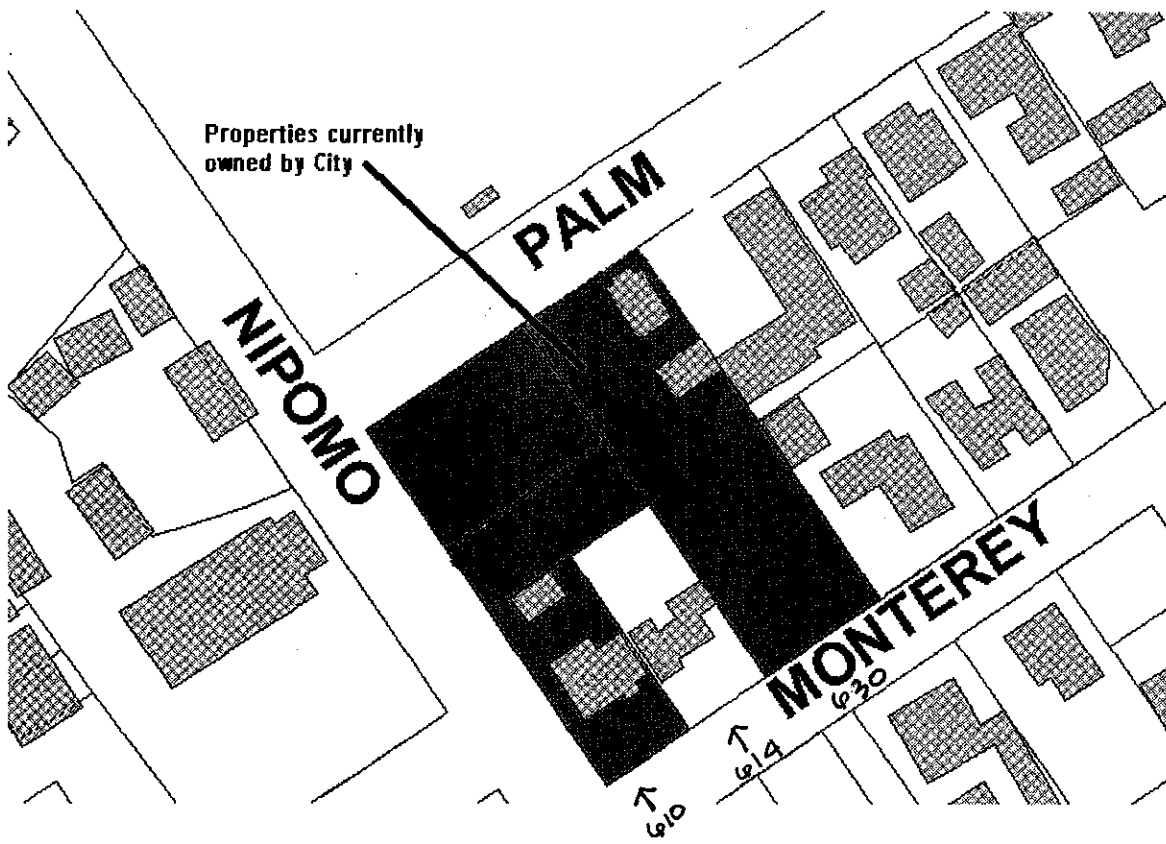 Properties currently
owned by City
PALM
NIPOMO
MONTEREY
630
614
610